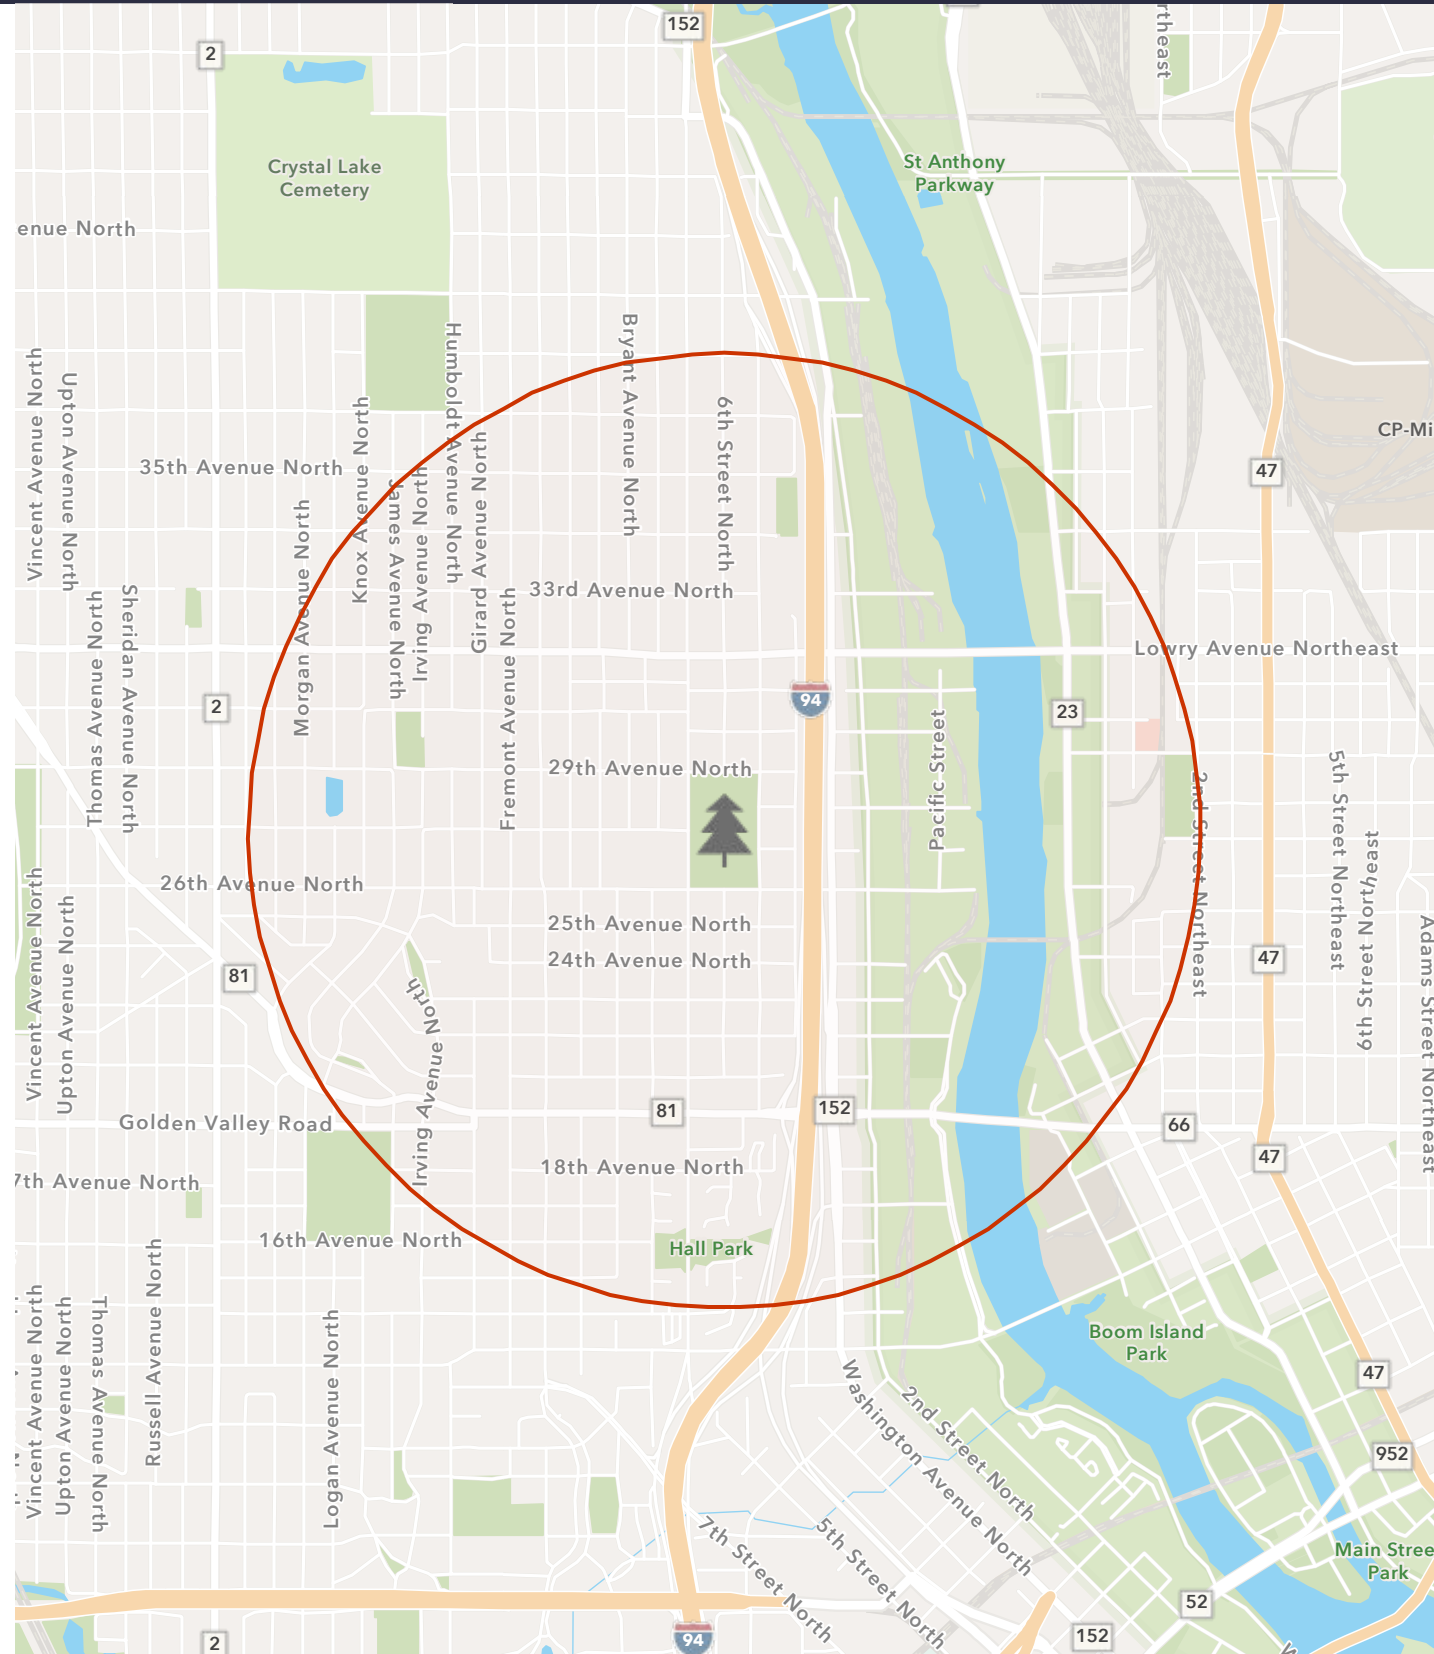 152
2
rtheast
St Anthony
Parkway
Crystal Lake
Cemetery
enue North
Vincent Avenue North
Upton Avenue North
Humboldt Avenue North
Bryant Avenue North
6th Street North
Knox Avenue North
CP-Mi
35th Avenue North
47
Girard Avenue North
James Avenue North
Irving Avenue North
Morgan Avenue North
33rd Avenue North
Fremont Avenue North
Thomas Avenue North
Sheridan Avenue North
Lowry Avenue Northeast
94
2
23
Pacific Street
29th Avenue North
2nd Street Northeast
5th Street Northeast
6th Street Northeast
26th Avenue North
Vincent Avenue North
Upton Avenue North
25th Avenue North
24th Avenue North
Adams Street Northeast
47
81
Irving Avenue North
81
152
Golden Valley Road
66
47
18th Avenue North
7th Avenue North
16th Avenue North
Hall Park
Russell Avenue North
Vincent Avenue North
Upton Avenue North
Thomas Avenue North
Logan Avenue North
Boom Island
Park
47
Washington Avenue North
2nd Street North
952
7th Street North
5th Street North
Main Stree
Park
52
94
152
2